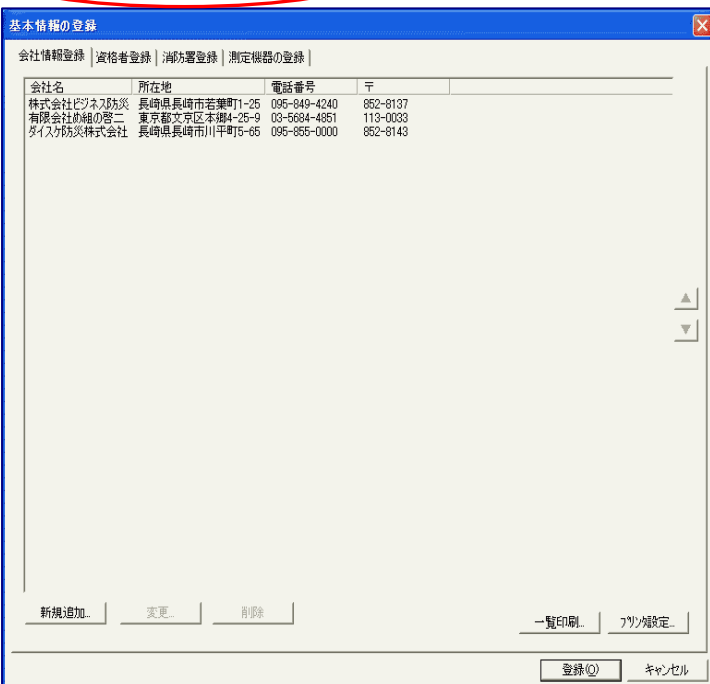 基本情報の登録
会社情報登録 資格者登録 消防署登録 測定機器の登録
会社名 所在地 電話番号 〒
株式会社ビジネス防災 長崎県長崎市若葉町1-25 095-849-4240 852-8137
有限会社め組の啓二 東京都文京区本郷4-25-9 03-5684-4851 113-0033
ダイスケ防災株式会社 長崎県長崎市川平町5-65 095-855-0000 852-8143
新規追加... 変更... 削除
一覧印刷... プリンタ設定...
登録(O) キャンセル